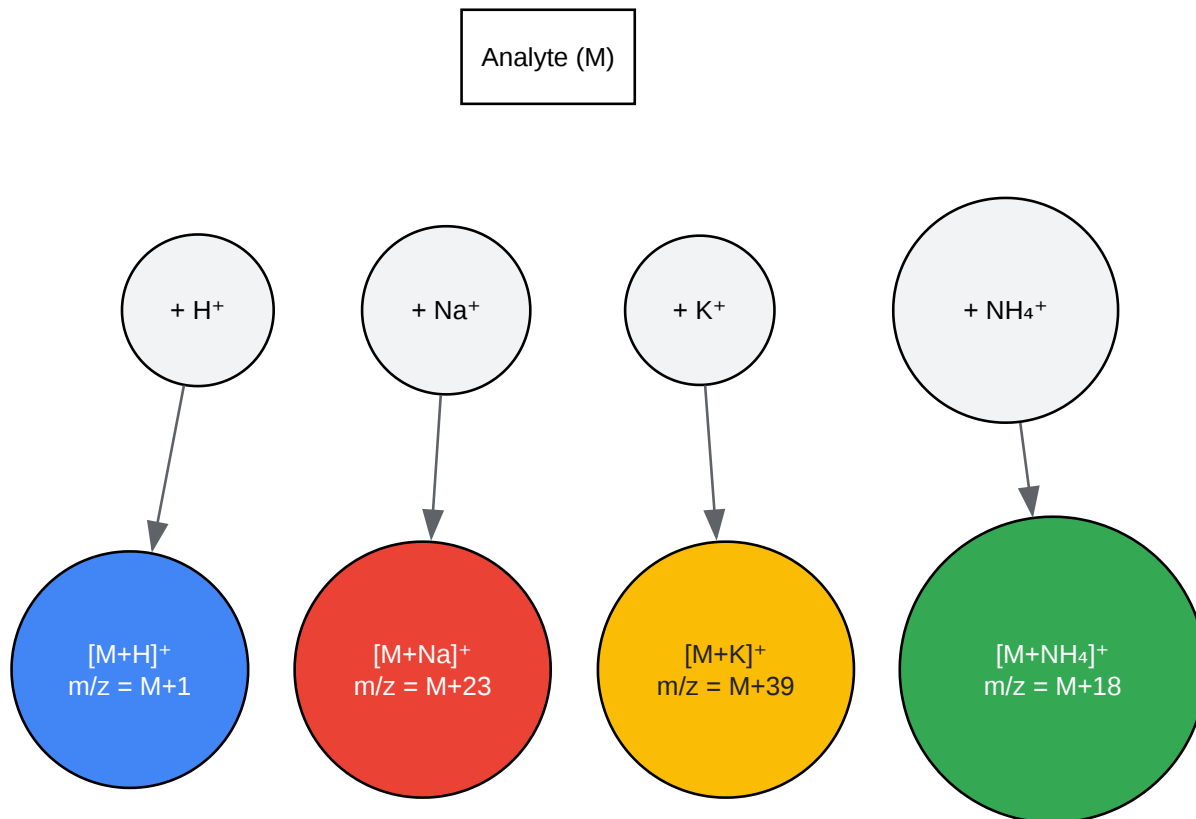 Analyte (M)
+ H⁺
+ Na⁺
+ K⁺
+ NH₄⁺
[M+H]⁺
m/z = M+1
[M+Na]⁺
m/z = M+23
[M+K]⁺
m/z = M+39
[M+NH₄]⁺
m/z = M+18